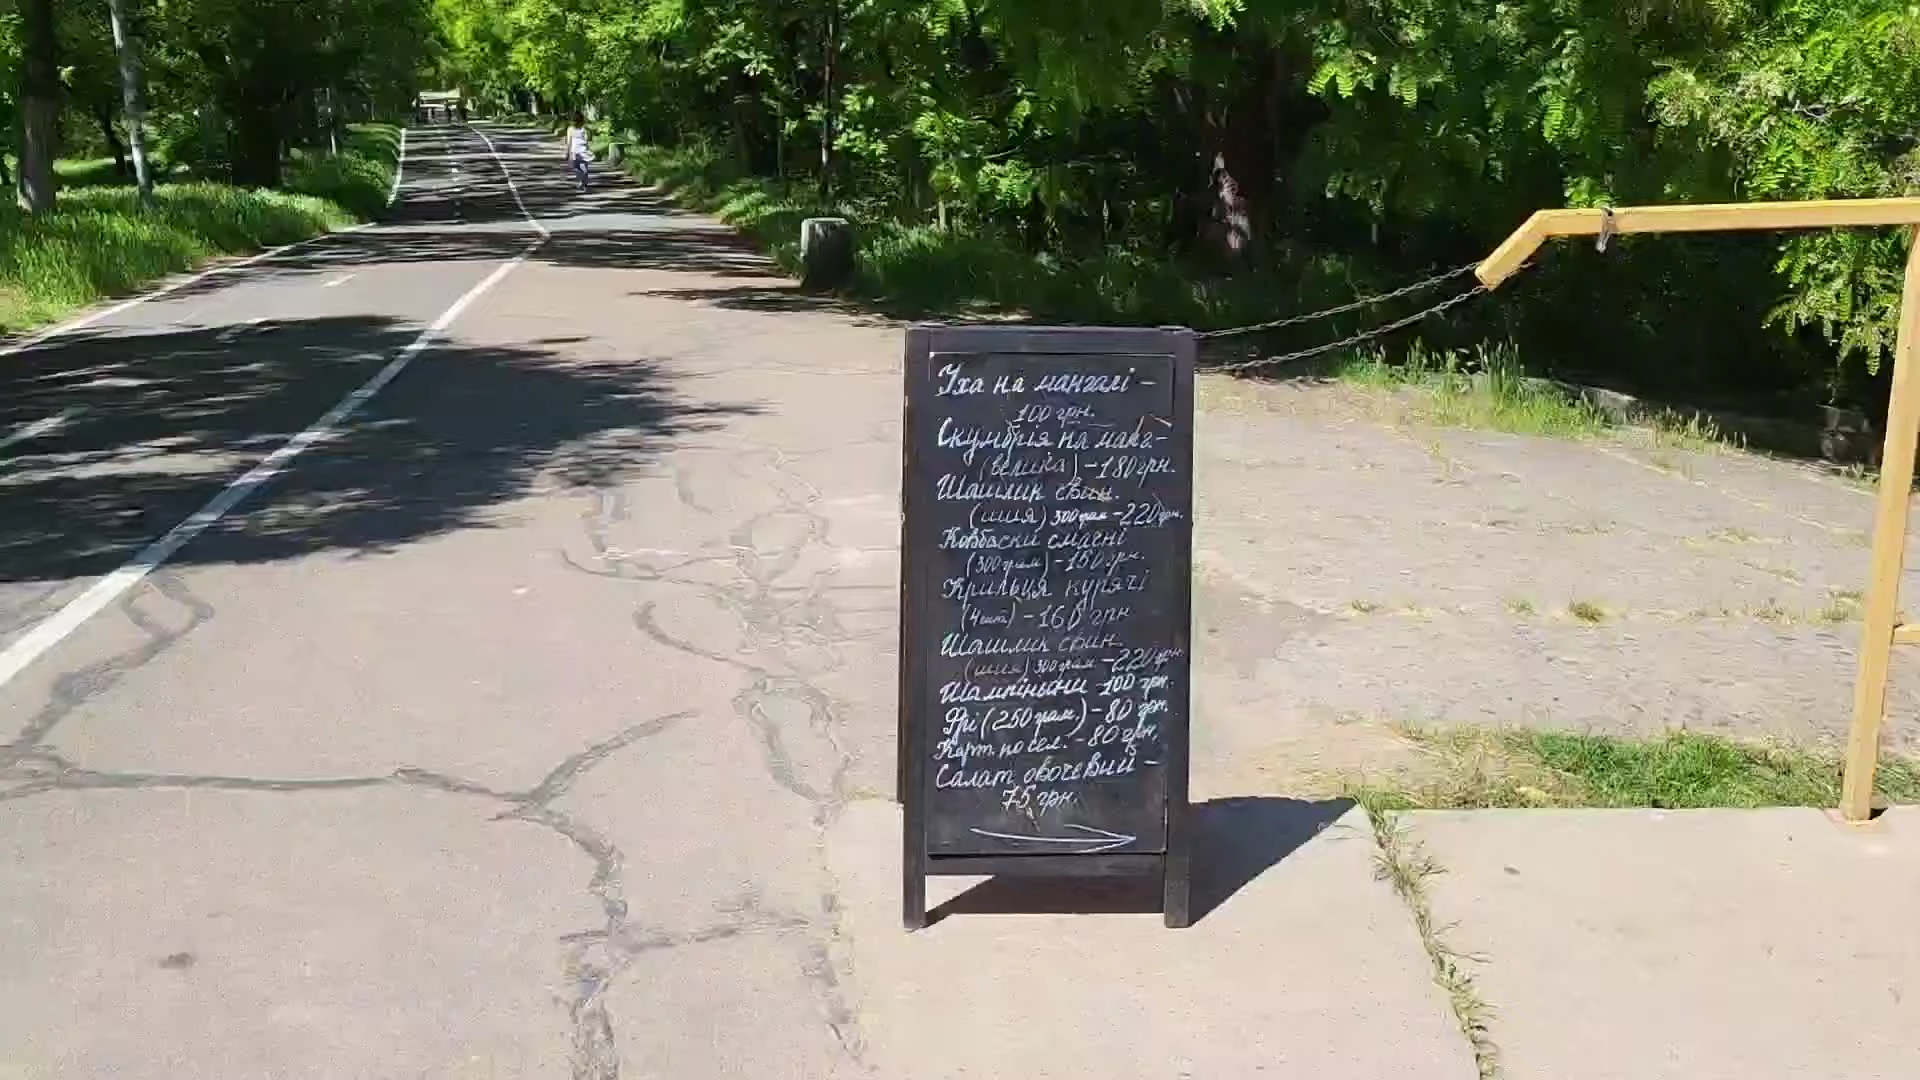 Уха на мангалі –
100 грн.
Скумбрія на манг–
(велика) – 180 грн.
Шашлик свин.
(шия) 300 грам – 220 грн.
Ковбаски смачні
(300 грам) – 150 грн.
Крильця курячі
(4 шт) – 160 грн
Шашлик свин.
(шия) 300 грам – 220 грн.
Шампіньони – 100 грн.
Фрі (250 грам.) – 80 грн.
Карт. по сел. – 80 грн.
Салат овочевий –
75 грн.